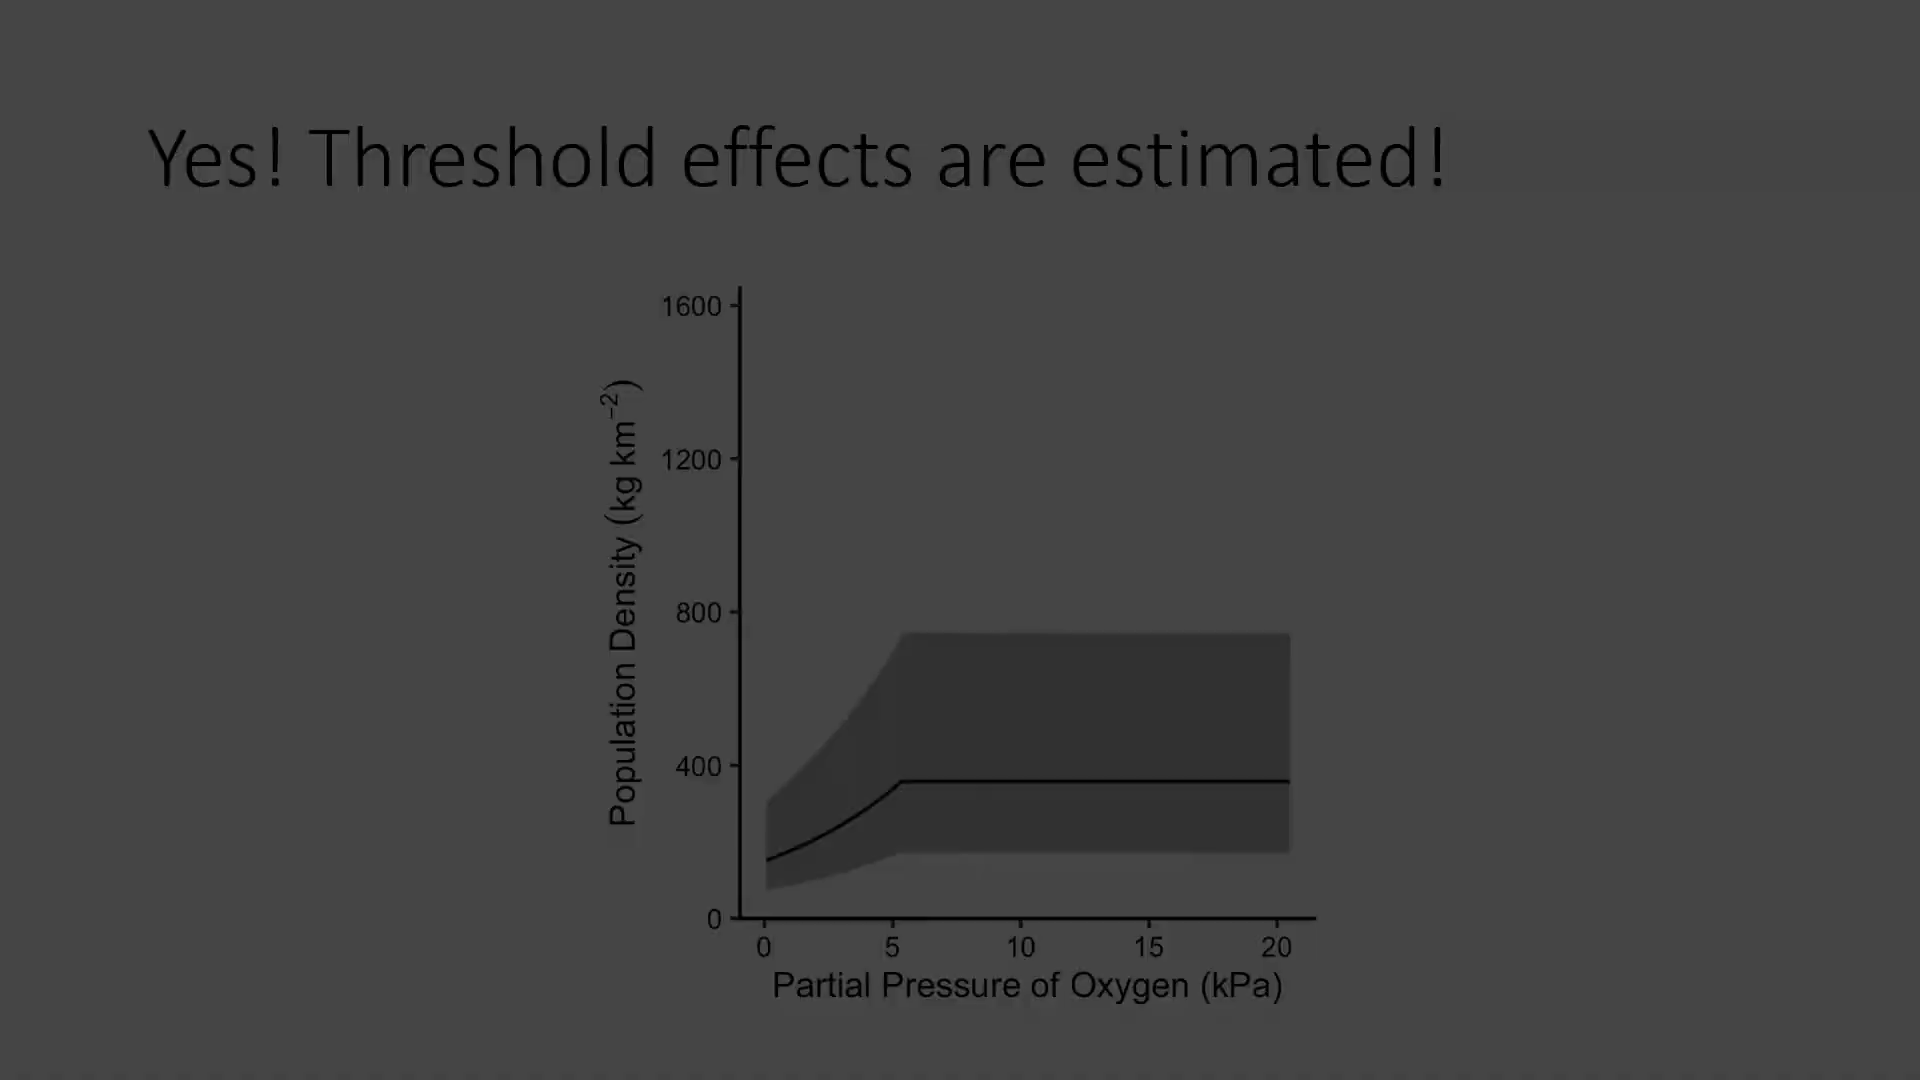 Yes! Threshold effects are estimated!
1600
1200
800
400
0
Population Density (kg km⁻²)
0 5 10 15 20
Partial Pressure of Oxygen (kPa)